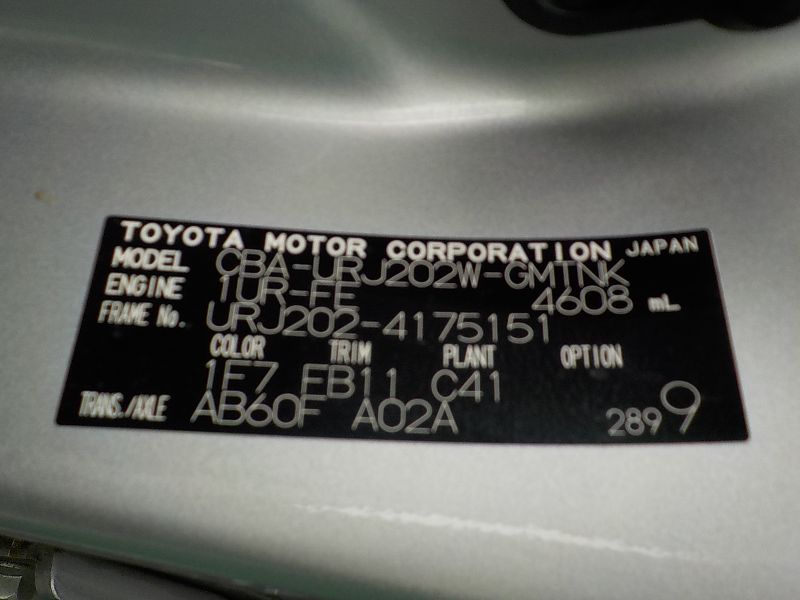 TOYOTA MOTOR CORPORATION JAPAN
MODEL CBA-URJ202W-GMTNK
ENGINE 1UR-FE 4608 mL
FRAME No. URJ202-4175151
COLOR TRIM PLANT OPTION
1F7 FB11 C41
TRANS./AXLE AB60F A02A 2899